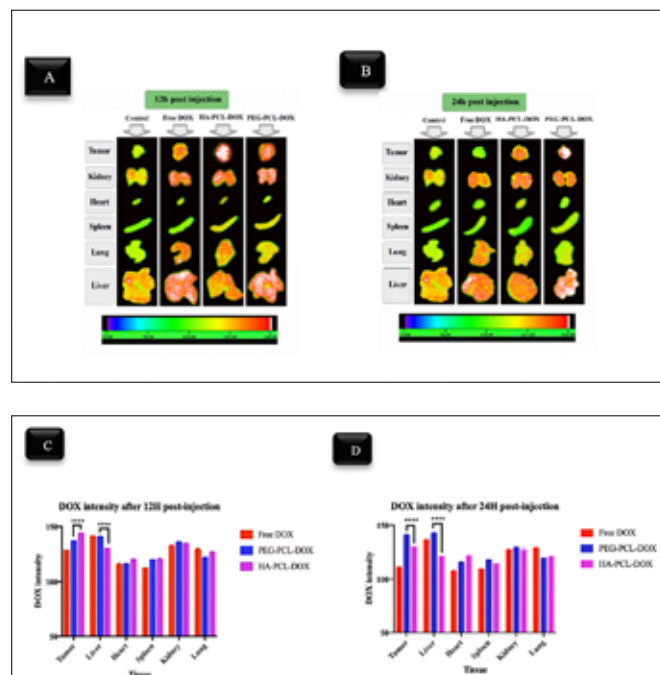 A
12h post injection
Control Free DOX HA-PCL-DOX PEG-PCL-DOX
Tumor
Kidney
Heart
Spleen
Lung
Liver
B
24h post injection
Control Free DOX HA-PCL-DOX PEG-PCL-DOX
Tumor
Kidney
Heart
Spleen
Lung
Liver
C
DOX intensity after 12H post-injection
DOX intensity
150
100
50
**** ****
Tumor Liver Heart Spleen Kidney Lung
Tissue
Free DOX
PEG-PCL-DOX
HA-PCL-DOX
D
DOX intensity after 24H post-injection
DOX intensity
150
100
50
**** ****
Tumor Liver Heart Spleen Kidney Lung
Tissue
Free DOX
PEG-PCL-DOX
HA-PCL-DOX